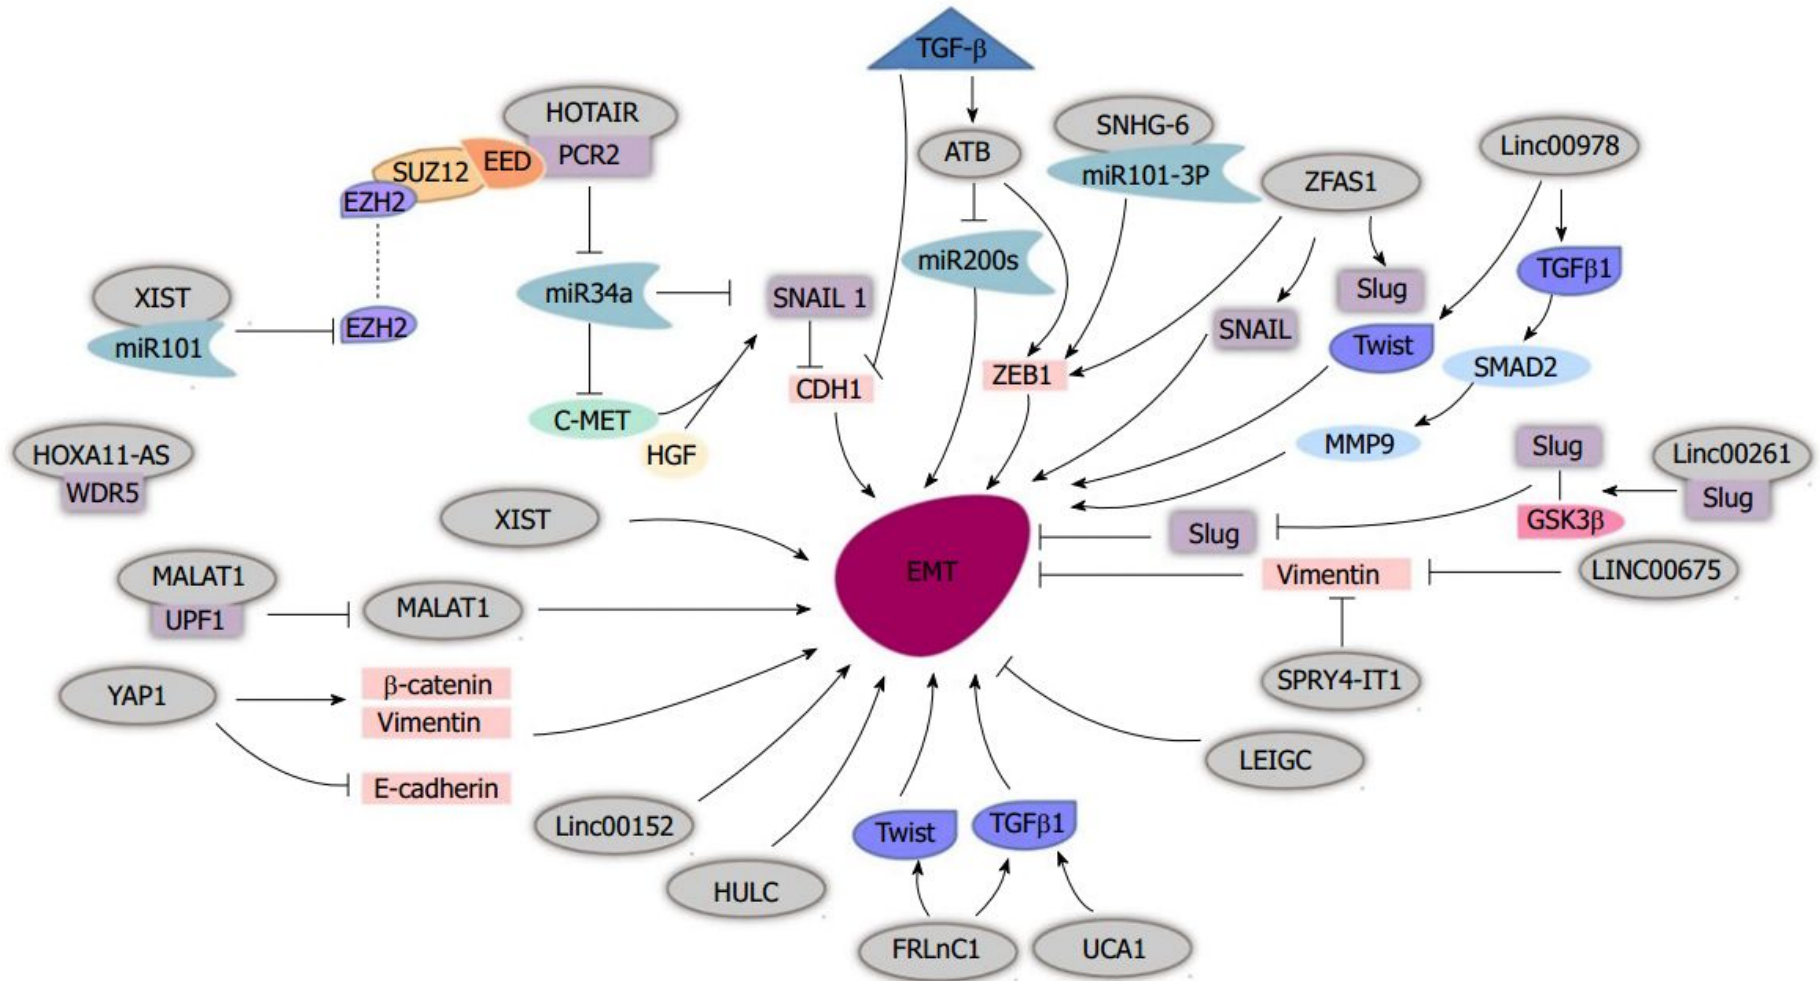 TGF-β
HOTAIR
PCR2
EED
SUZ12
EZH2
ATB
SNHG-6
miR101-3P
ZFAS1
Linc00978
XIST
miR101
EZH2
miR34a
SNAIL 1
miR200s
Slug
TGFβ1
SNAIL
Twist
SMAD2
CDH1
ZEB1
C-MET
HGF
MMP9
Slug
Linc00261
Slug
GSK3β
HOXA11-AS
WDR5
XIST
Slug
EMT
Vimentin
LINC00675
MALAT1
UPF1
MALAT1
SPRY4-IT1
YAP1
β-catenin
Vimentin
E-cadherin
LEIGC
Linc00152
HULC
Twist
TGFβ1
FRLnC1
UCA1